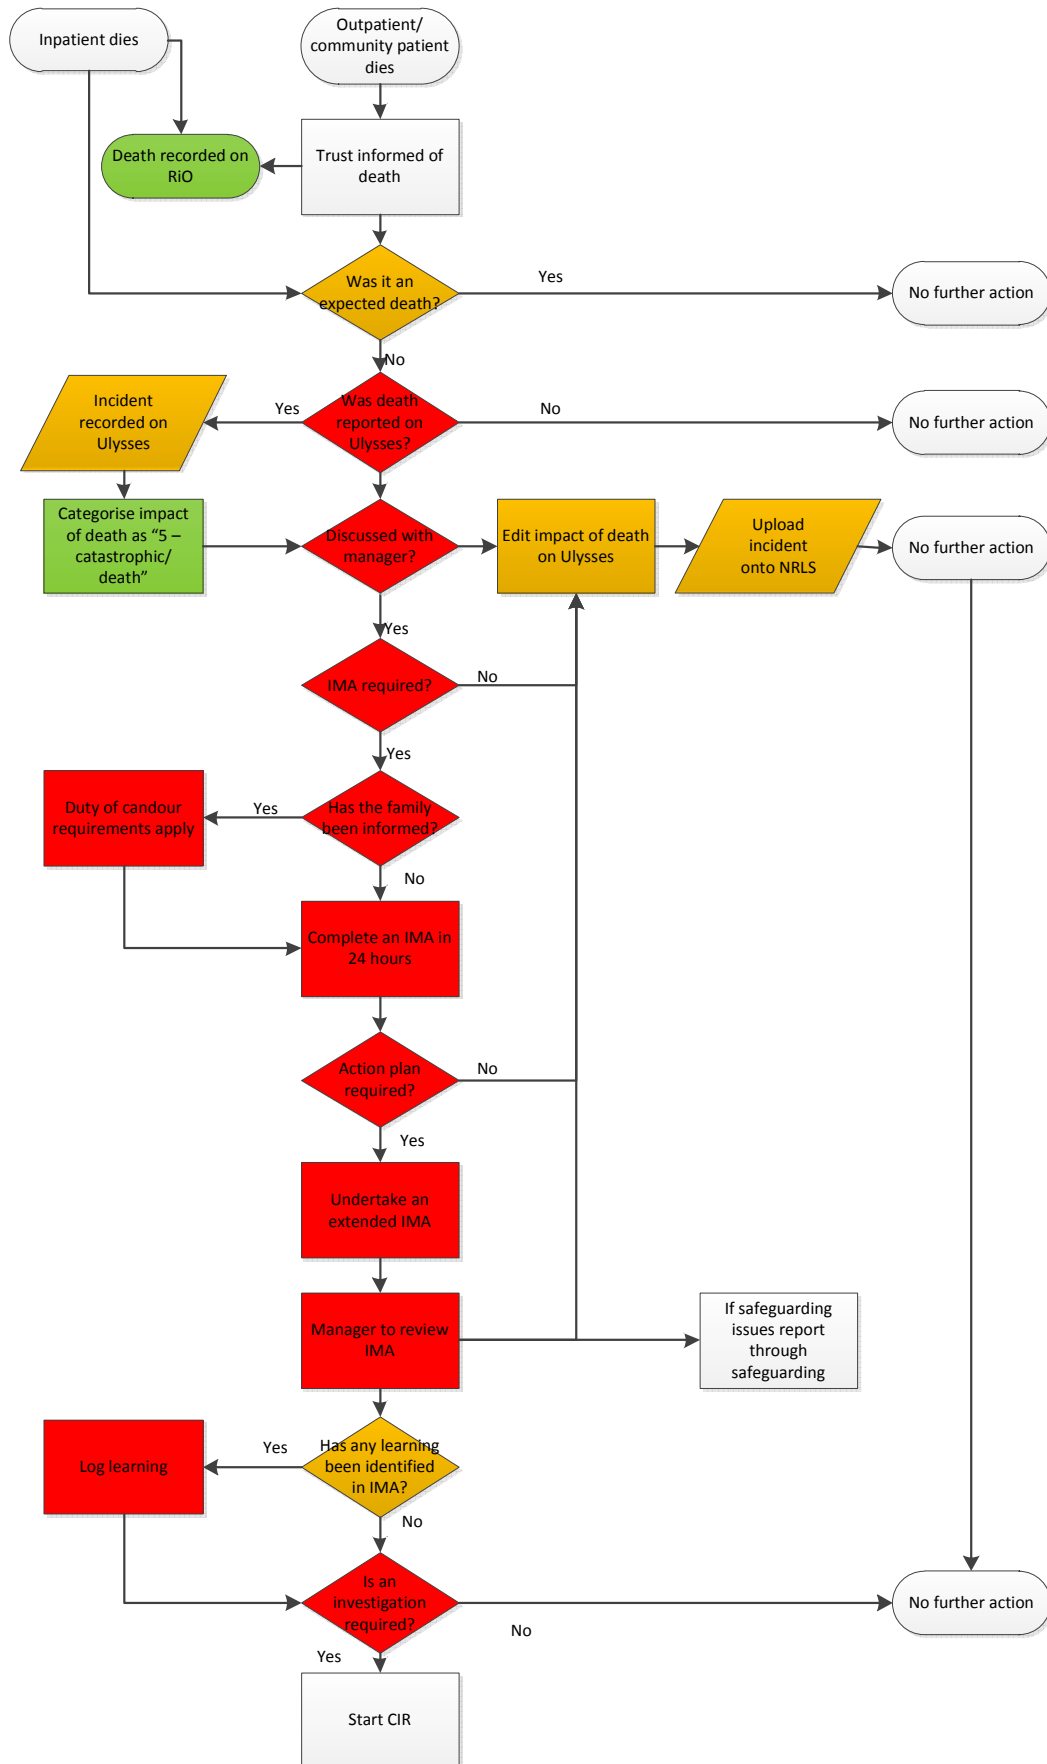 Inpatient dies
Outpatient/
community patient
dies
Death recorded on
RiO
Trust informed of
death
Was it an
expected death?
Yes
No further action
No
Incident
recorded on
Ulysses
Yes
Was death
reported on
Ulysses?
No
No further action
Categorise impact
of death as “5 –
catastrophic/
death”
Discussed with
manager?
Edit impact of death
on Ulysses
Upload
incident
onto NRLS
No further action
Yes
IMA required?
No
Yes
Duty of candour
requirements apply
Yes
Has the family
been informed?
No
Complete an IMA in
24 hours
Action plan
required?
No
Yes
Undertake an
extended IMA
Manager to review
IMA
If safeguarding
issues report
through
safeguarding
Log learning
Yes
Has any learning
been identified
in IMA?
No
Is an
investigation
required?
No
No further action
Yes
Start CIR